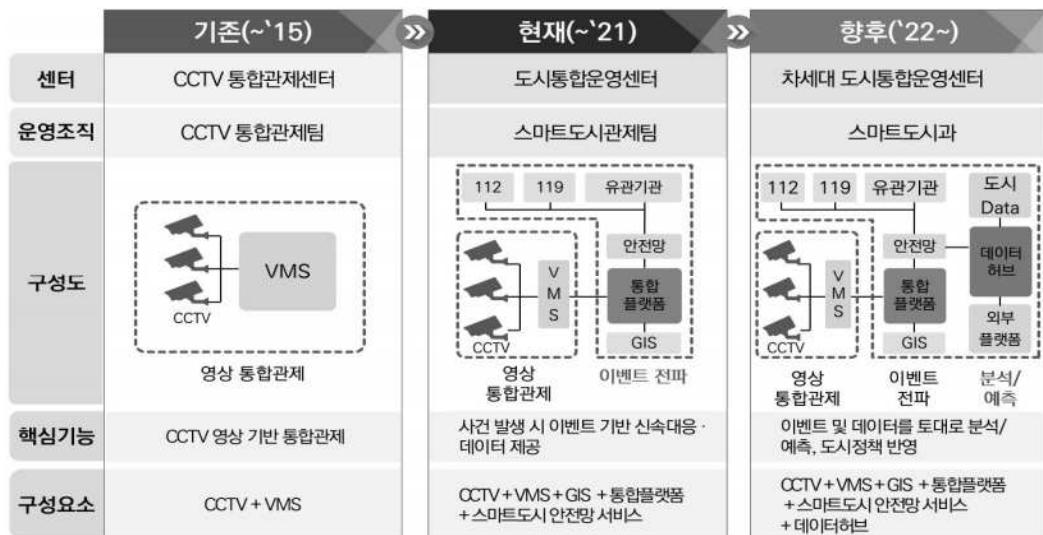 기존(~`15)
현재(~`21)
향후(`22~)
센터
CCTV 통합관제센터
도시통합운영센터
차세대 도시통합운영센터
운영조직
CCTV 통합관제팀
스마트도시관제팀
스마트도시과
구성도
CCTV
VMS
영상 통합관제
112
119
유관기관
안전망
통합
플랫폼
GIS
V
M
S
CCTV
영상
통합관제
이벤트 전파
112
119
유관기관
도시
Data
안전망
데이터
허브
통합
플랫폼
외부
플랫폼
GIS
V
M
S
CCTV
영상
통합관제
이벤트
전파
분석/
예측
핵심기능
CCTV 영상 기반 통합관제
사건 발생 시 이벤트 기반 신속대응 ·
데이터 제공
이벤트 및 데이터를 토대로 분석/
예측, 도시정책 반영
구성요소
CCTV + VMS
CCTV + VMS + GIS + 통합플랫폼
+ 스마트도시 안전망 서비스
CCTV + VMS + GIS + 통합플랫폼
+ 스마트도시 안전망 서비스
+ 데이터허브